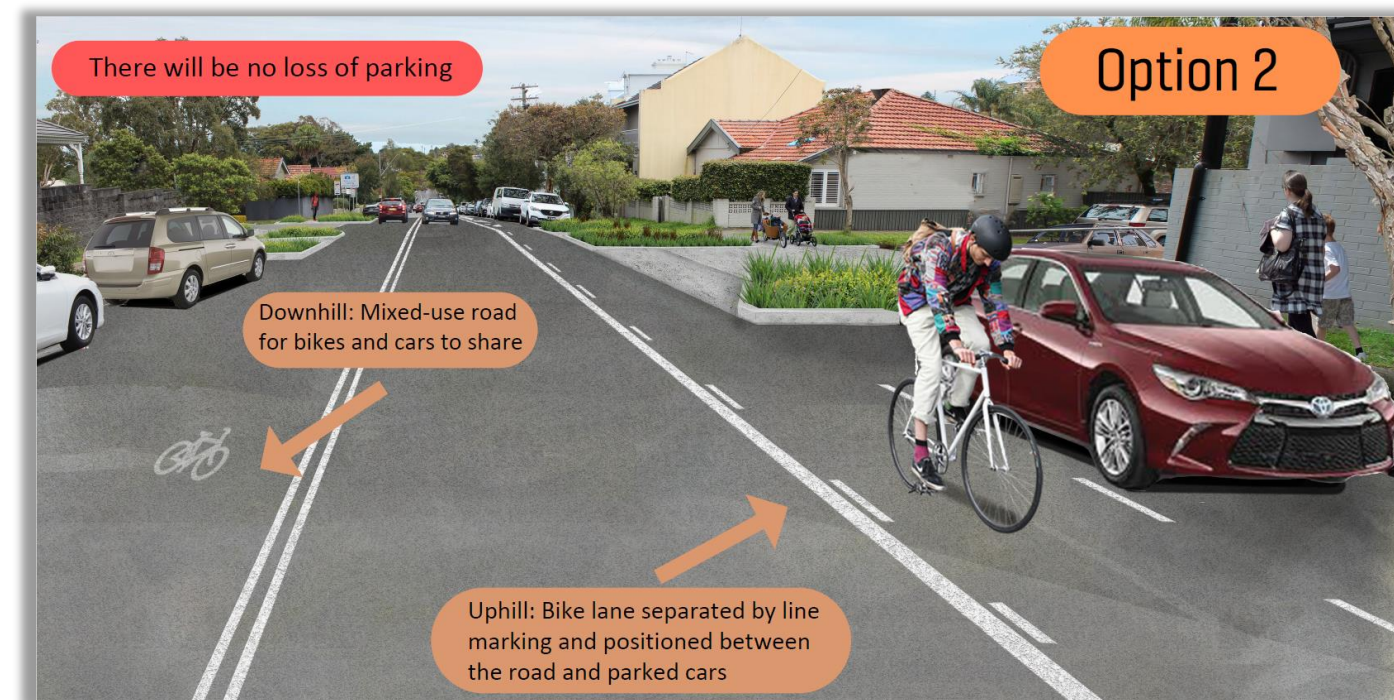 There will be no loss of parking
Option 2
Downhill: Mixed-use road
for bikes and cars to share
Uphill: Bike lane separated by line
marking and positioned between
the road and parked cars